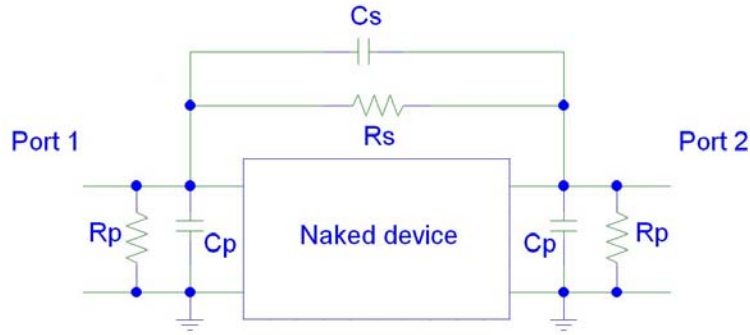 Cs
Rs
Port 1
Port 2
Rp
Cp
Naked device
Cp
Rp